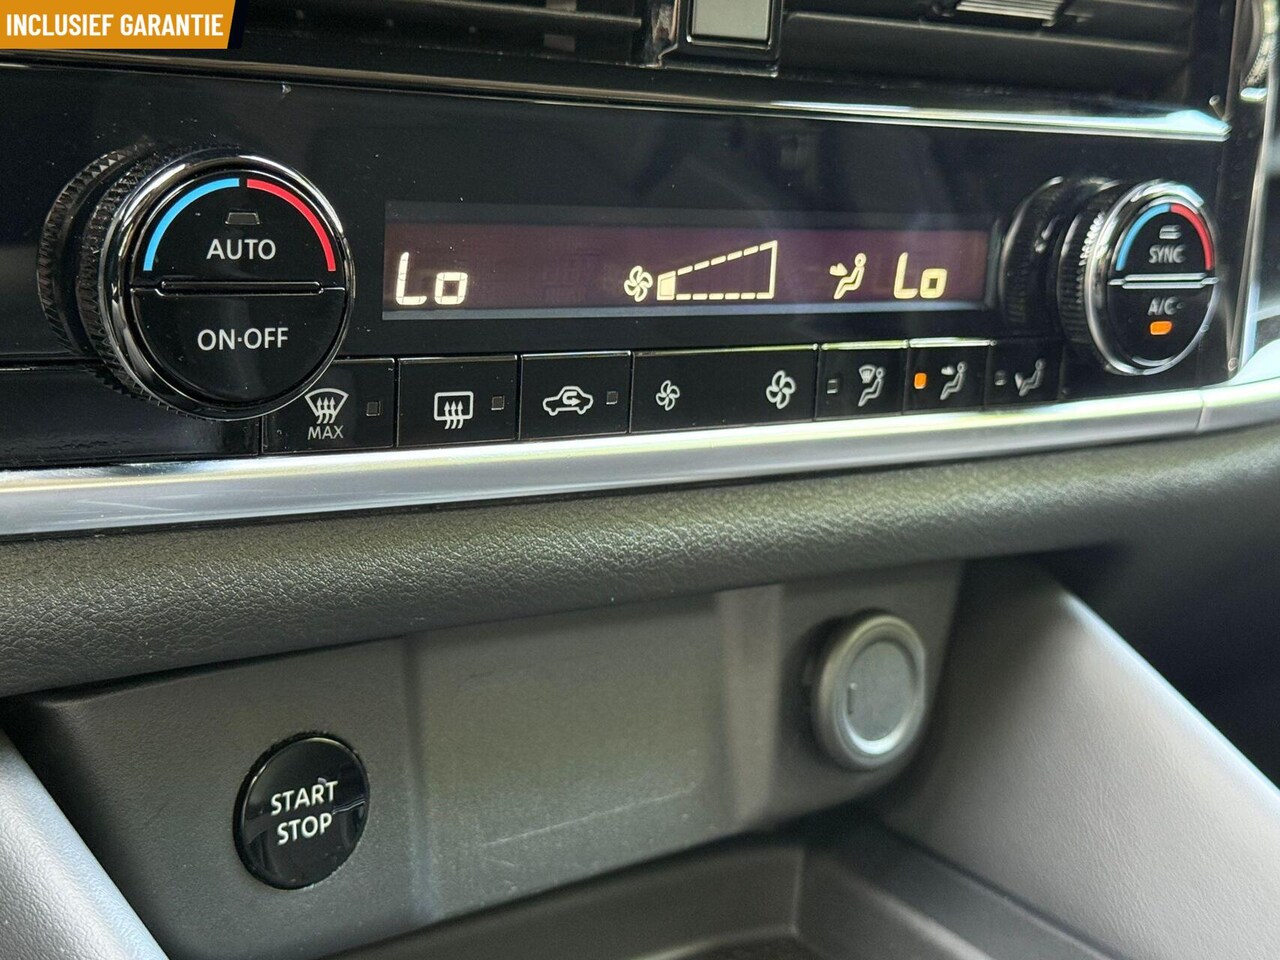 INCLUSIEF GARANTIE
AUTO
ON·OFF
Lo
Lo
SYNC
A/C
MAX
START
STOP